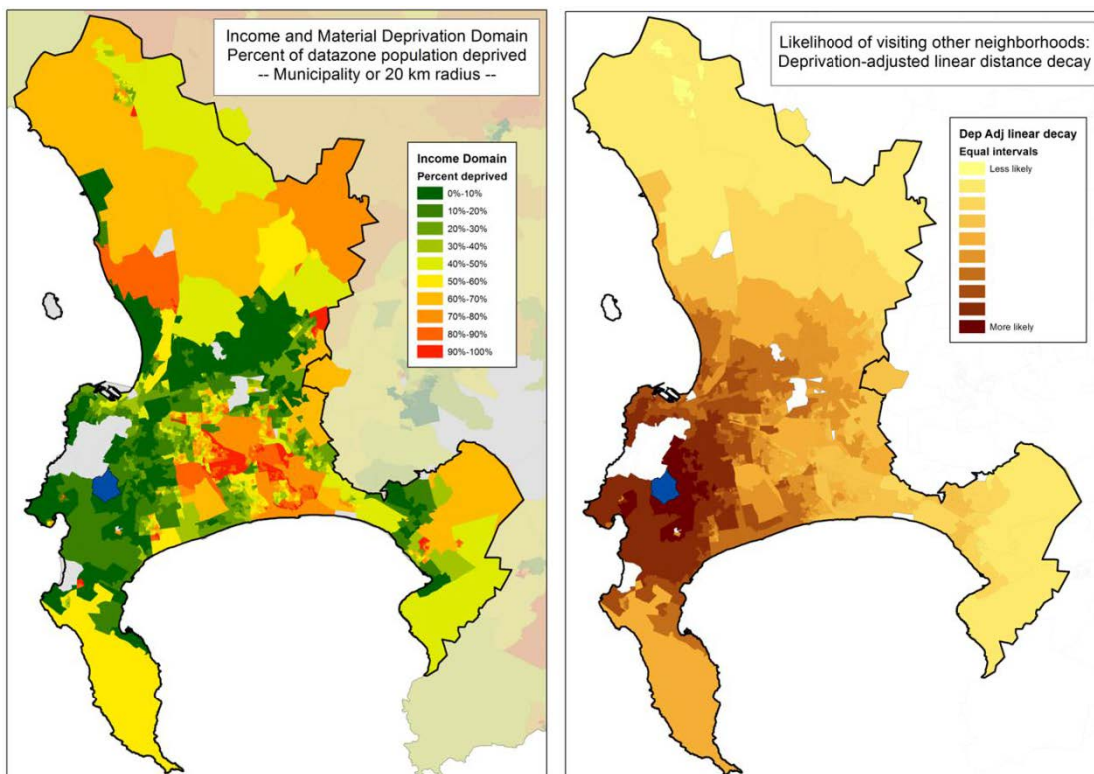 Income and Material Deprivation Domain
Percent of datazone population deprived
-- Municipality or 20 km radius --
Income Domain
Percent deprived
0%-10%
10%-20%
20%-30%
30%-40%
40%-50%
50%-60%
60%-70%
70%-80%
80%-90%
90%-100%
Likelihood of visiting other neighborhoods:
Deprivation-adjusted linear distance decay
Dep Adj linear decay
Equal intervals
Less likely
More likely